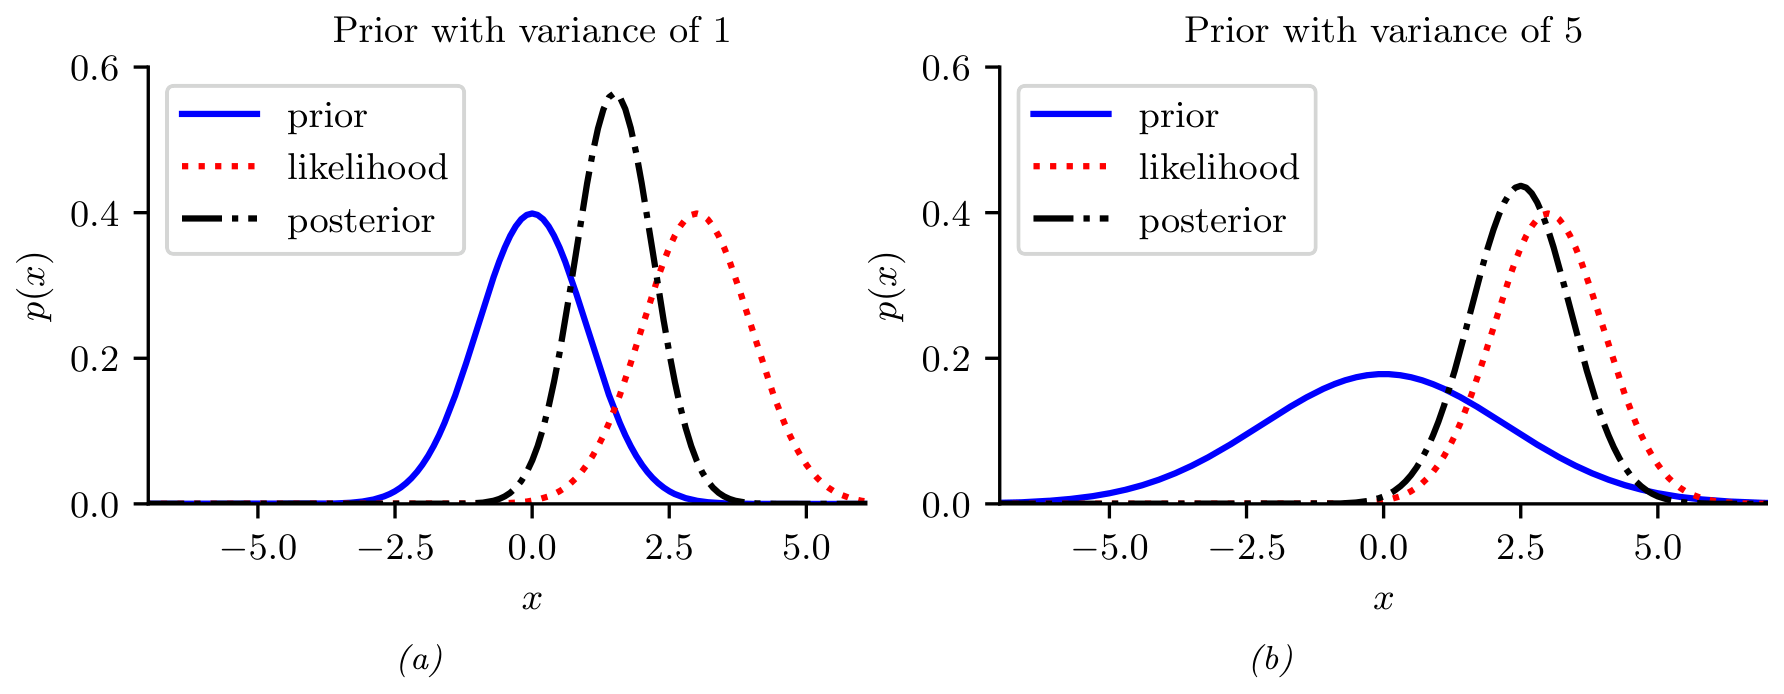 Prior with variance of 1
0.6
0.4
0.2
0.0
p(x)
prior
likelihood
posterior
−5.0 −2.5 0.0 2.5 5.0
x
(a)
Prior with variance of 5
0.6
0.4
0.2
0.0
p(x)
prior
likelihood
posterior
−5.0 −2.5 0.0 2.5 5.0
x
(b)